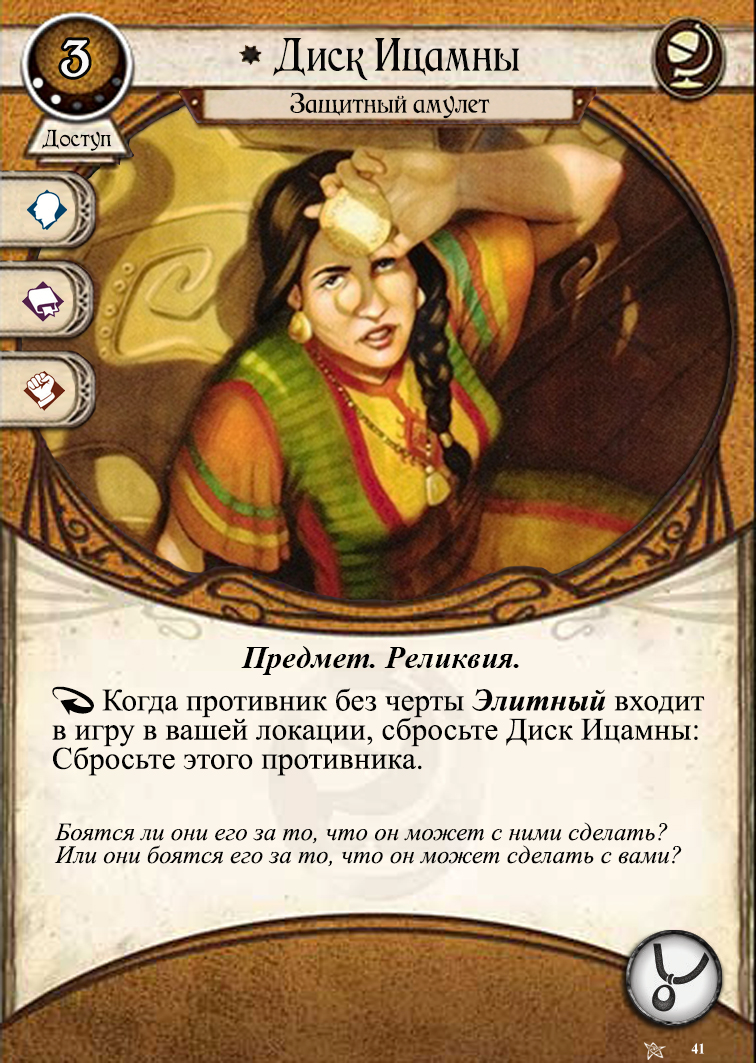 3
Диск Ицамны
Защитный амулет
Доступ
Предмет. Реликвия.
Когда противник без черты Элитный входит
в игру в вашей локации, сбросьте Диск Ицамны:
Сбросьте этого противника.
Боятся ли они его за то, что он может с ними сделать?
Или они боятся его за то, что он может сделать с вами?
41